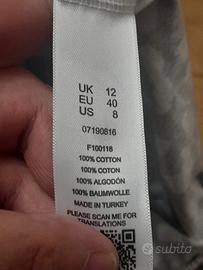 UK 12
EU 40
US 8
07190816
F100118
100% COTTON
100% COTON
100% ALGODÓN
100% BAUMWOLLE
MADE IN TURKEY
PLEASE SCAN ME FOR
TRANSLATIONS
subito